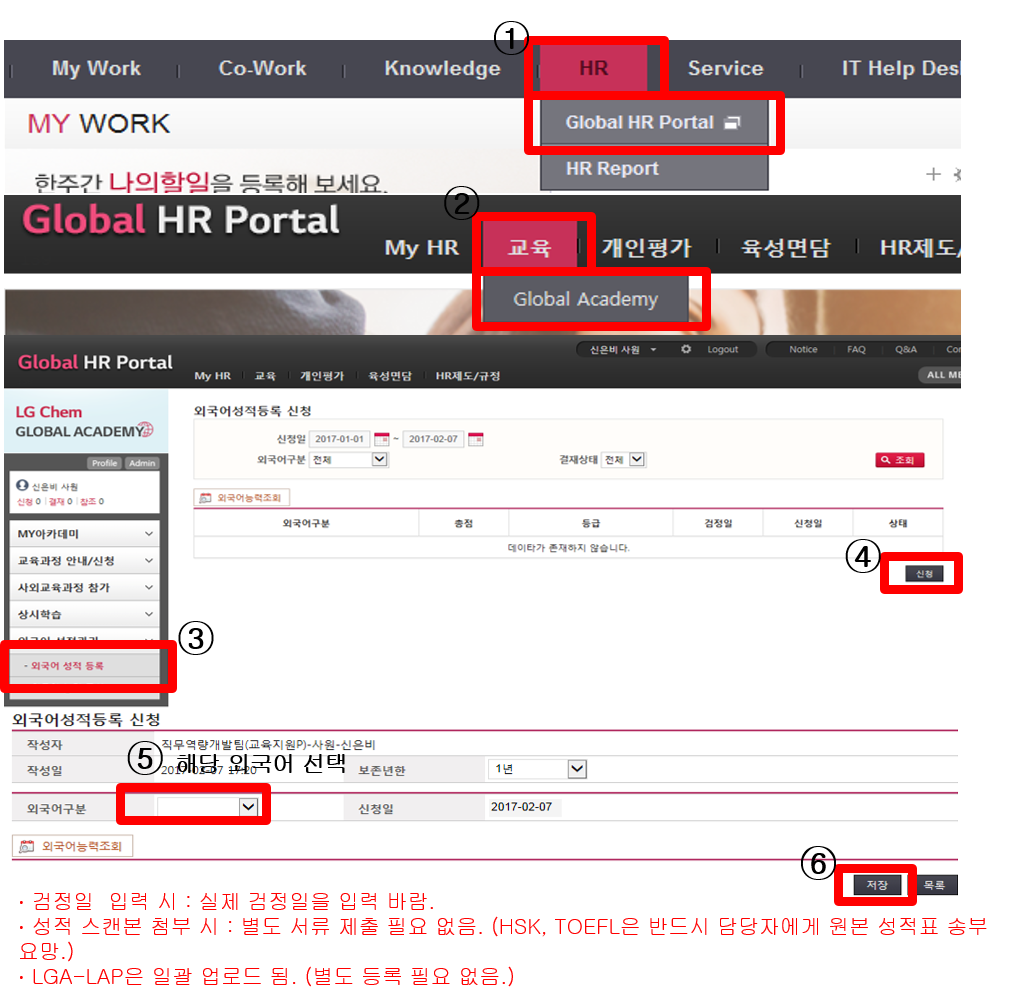 ①
My Work Co-Work Knowledge HR Service IT Help Desk
MY WORK
Global HR Portal
HR Report
한주간 나의할일을 등록해 보세요.
②
Global HR Portal
My HR 교육 개인평가 육성면담 HR제도/
Global Academy
Global HR Portal
신은비 사원 Logout Notice FAQ Q&A
My HR 교육 개인평가 육성면담 HR제도/규정
ALL ME
LG Chem
GLOBAL ACADEMY
Profile Admin
신은비 사원
신청 0 결재 0 참조 0
MY아카데미
교육과정 안내/신청
사외교육과정 참가
상시학습
외국어 성적관리
③
- 외국어 성적 등록
외국어성적등록 신청
신청일 2017-01-01 ~ 2017-02-07
외국어구분 전체 결재상태 전체 조회
외국어능력조회
외국어구분 총점 등급 검정일 신청일 상태
데이타가 존재하지 않습니다.
④
신청
외국어성적등록 신청
작성자 직무역량개발팀(교육지원P)-사원-신은비
⑤ 해당 외국어 선택
작성일 2017-02-07 17:20 보존년한 1년
외국어구분 신청일 2017-02-07
외국어능력조회
⑥
저장 목록
· 검정일 입력 시 : 실제 검정일을 입력 바람.
· 성적 스캔본 첨부 시 : 별도 서류 제출 필요 없음. (HSK, TOEFL은 반드시 담당자에게 원본 성적표 송부
요망.)
· LGA-LAP은 일괄 업로드 됨. (별도 등록 필요 없음.)